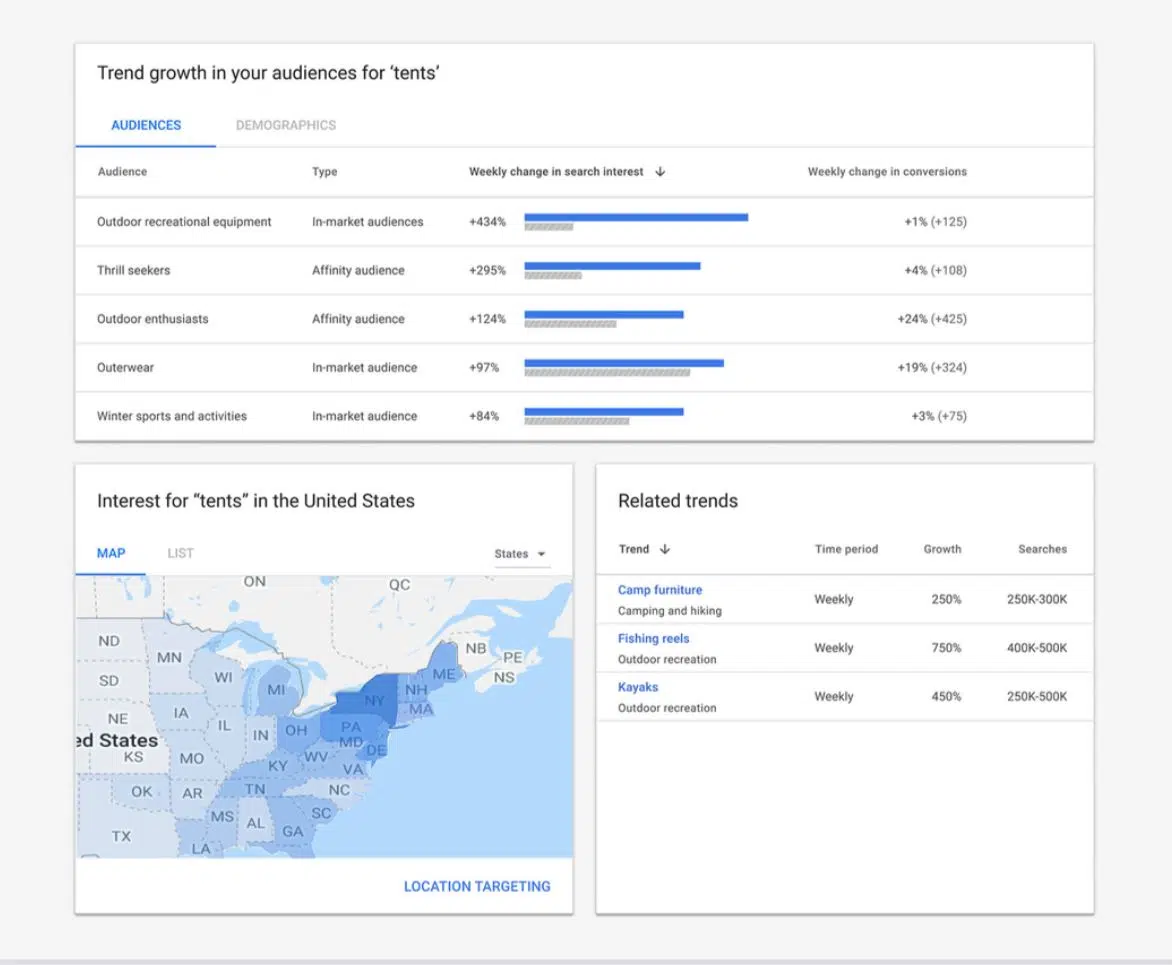 Trend growth in your audiences for ‘tents’
AUDIENCES DEMOGRAPHICS
Audience Type Weekly change in search interest Weekly change in conversions
Outdoor recreational equipment In-market audiences +434% +1% (+125)
Thrill seekers Affinity audience +295% +4% (+108)
Outdoor enthusiasts Affinity audience +124% +24% (+425)
Outerwear In-market audience +97% +19% (+324)
Winter sports and activities In-market audience +84% +3% (+75)
Interest for “tents” in the United States
MAP LIST
States
ON QC
ND MN NB PE
SD WI MI ME NS
NE IA NY NH
IL IN OH PA MA
ed States MD DE
KS MO KY WV VA
OK AR TN NC
TX MS AL GA SC
LA
LOCATION TARGETING
Related trends
Trend Time period Growth Searches
Camp furniture
Camping and hiking
Weekly 250% 250K-300K
Fishing reels
Outdoor recreation
Weekly 750% 400K-500K
Kayaks
Outdoor recreation
Weekly 450% 250K-500K